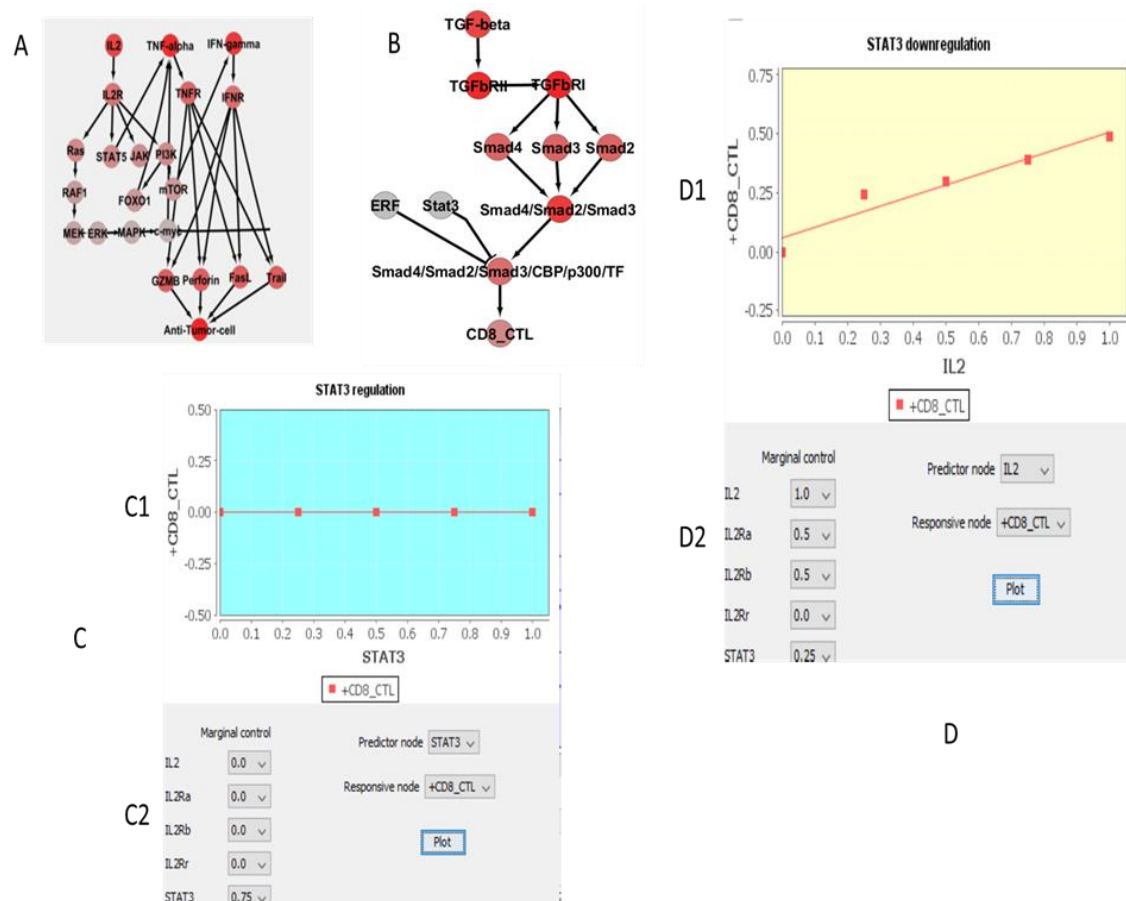 A
IL2
TNF-alpha
IFN-gamma
IL2R
TNFR
IFNR
Ras
STAT5
JAK
PI3K
RAF1
FOXO1
mTOR
MEK
ERK
MAPK
c-myc
GZMB
Perforin
FasL
Trail
Anti-Tumor-cell
B
TGF-beta
TGFbRII
TGFbRI
Smad4
Smad3
Smad2
ERF
Stat3
Smad4/Smad2/Smad3
Smad4/Smad2/Smad3/CBP/p300/TF
CD8_CTL
C
C1
STAT3 regulation
+CD8_CTL
0.50
0.25
0.00
-0.25
-0.50
0.0 0.1 0.2 0.3 0.4 0.5 0.6 0.7 0.8 0.9 1.0
STAT3
+CD8_CTL
C2
Marginal control
IL2 0.0
IL2Ra 0.0
IL2Rb 0.0
IL2Rr 0.0
STAT3 0.75
Predictor node STAT3
Responsive node +CD8_CTL
Plot
D1
STAT3 downregulation
+CD8_CTL
0.75
0.50
0.25
0.00
-0.25
0.0 0.1 0.2 0.3 0.4 0.5 0.6 0.7 0.8 0.9 1.0
IL2
+CD8_CTL
D2
Marginal control
IL2 1.0
IL2Ra 0.5
IL2Rb 0.5
IL2Rr 0.0
STAT3 0.25
Predictor node IL2
Responsive node +CD8_CTL
Plot
D